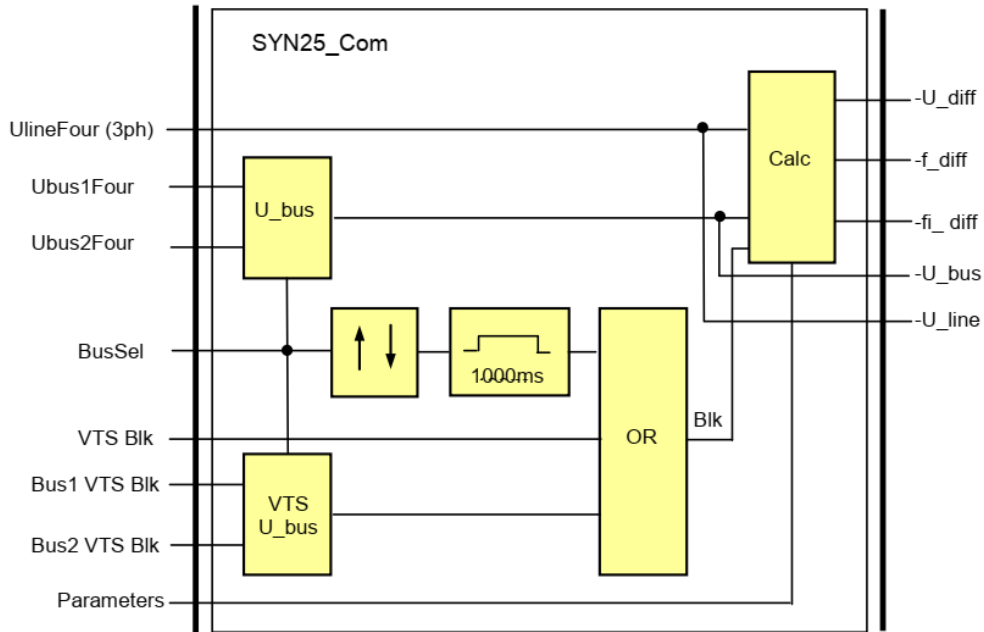 SYN25_Com
UlineFour (3ph)
Ubus1Four
Ubus2Four
BusSel
VTS Blk
Bus1 VTS Blk
Bus2 VTS Blk
Parameters
U_bus
1000ms
VTS
U_bus
OR
Blk
Calc
-U_diff
-f_diff
-fi_ diff
-U_bus
-U_line